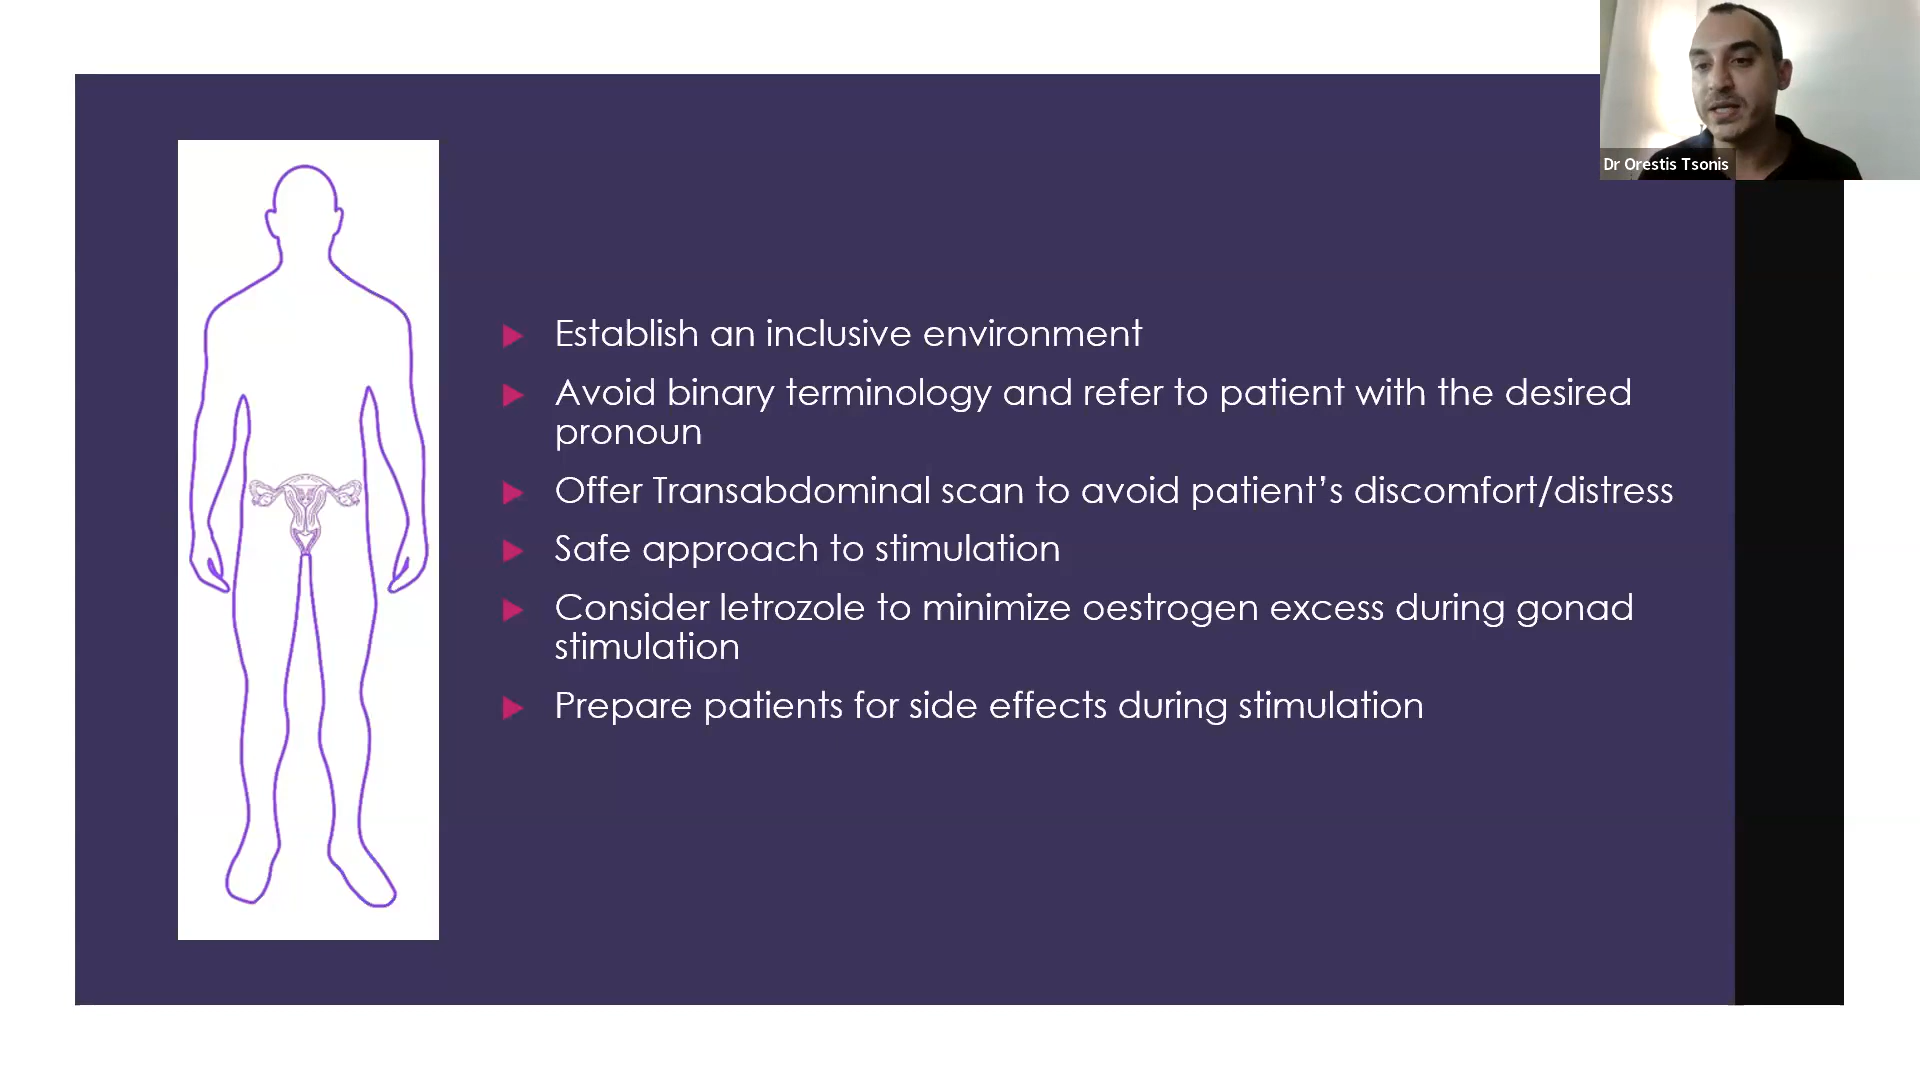 Dr Orestis Tsonis
Establish an inclusive environment
Avoid binary terminology and refer to patient with the desired
pronoun
Offer Transabdominal scan to avoid patient's discomfort/distress
Safe approach to stimulation
Consider letrozole to minimize oestrogen excess during gonad
stimulation
Prepare patients for side effects during stimulation